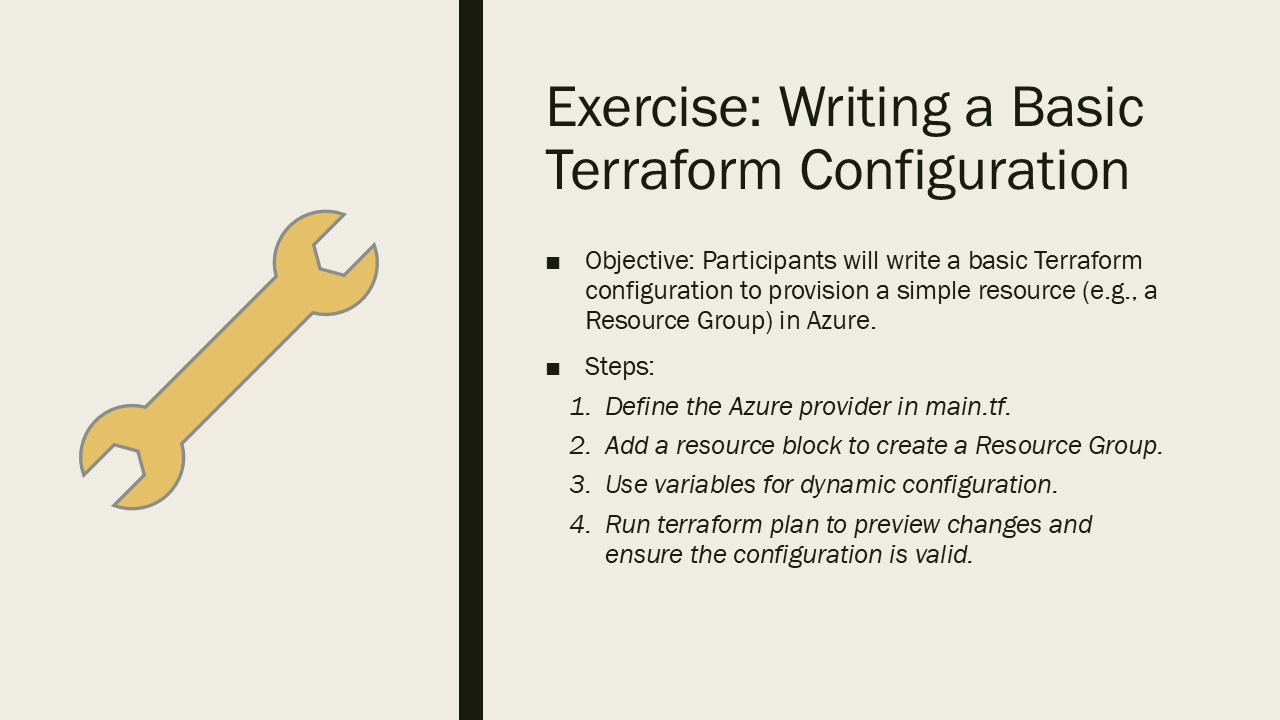 Exercise: Writing a Basic
Terraform Configuration
■ Objective: Participants will write a basic Terraform
configuration to provision a simple resource (e.g., a
Resource Group) in Azure.
■ Steps:
1. Define the Azure provider in main.tf.
2. Add a resource block to create a Resource Group.
3. Use variables for dynamic configuration.
4. Run terraform plan to preview changes and
ensure the configuration is valid.